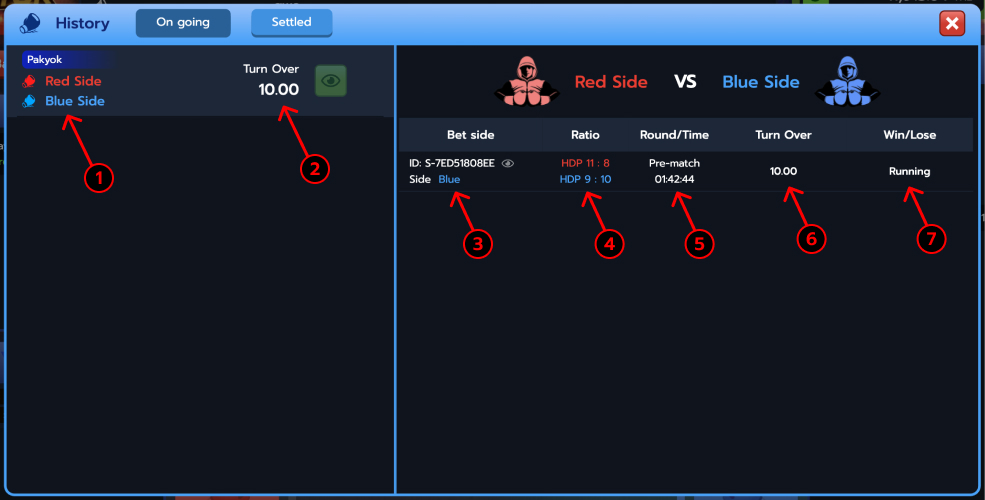 History
On going
Settled
Pakyok
Red Side
Blue Side
Turn Over
10.00
1
2
Red Side VS Blue Side
Bet side Ratio Round/Time Turn Over Win/Lose
ID: S-7ED51808EE HDP 11 : 8 Pre-match 10.00 Running
Side Blue HDP 9 : 10 01:42:44
3
4
5
6
7